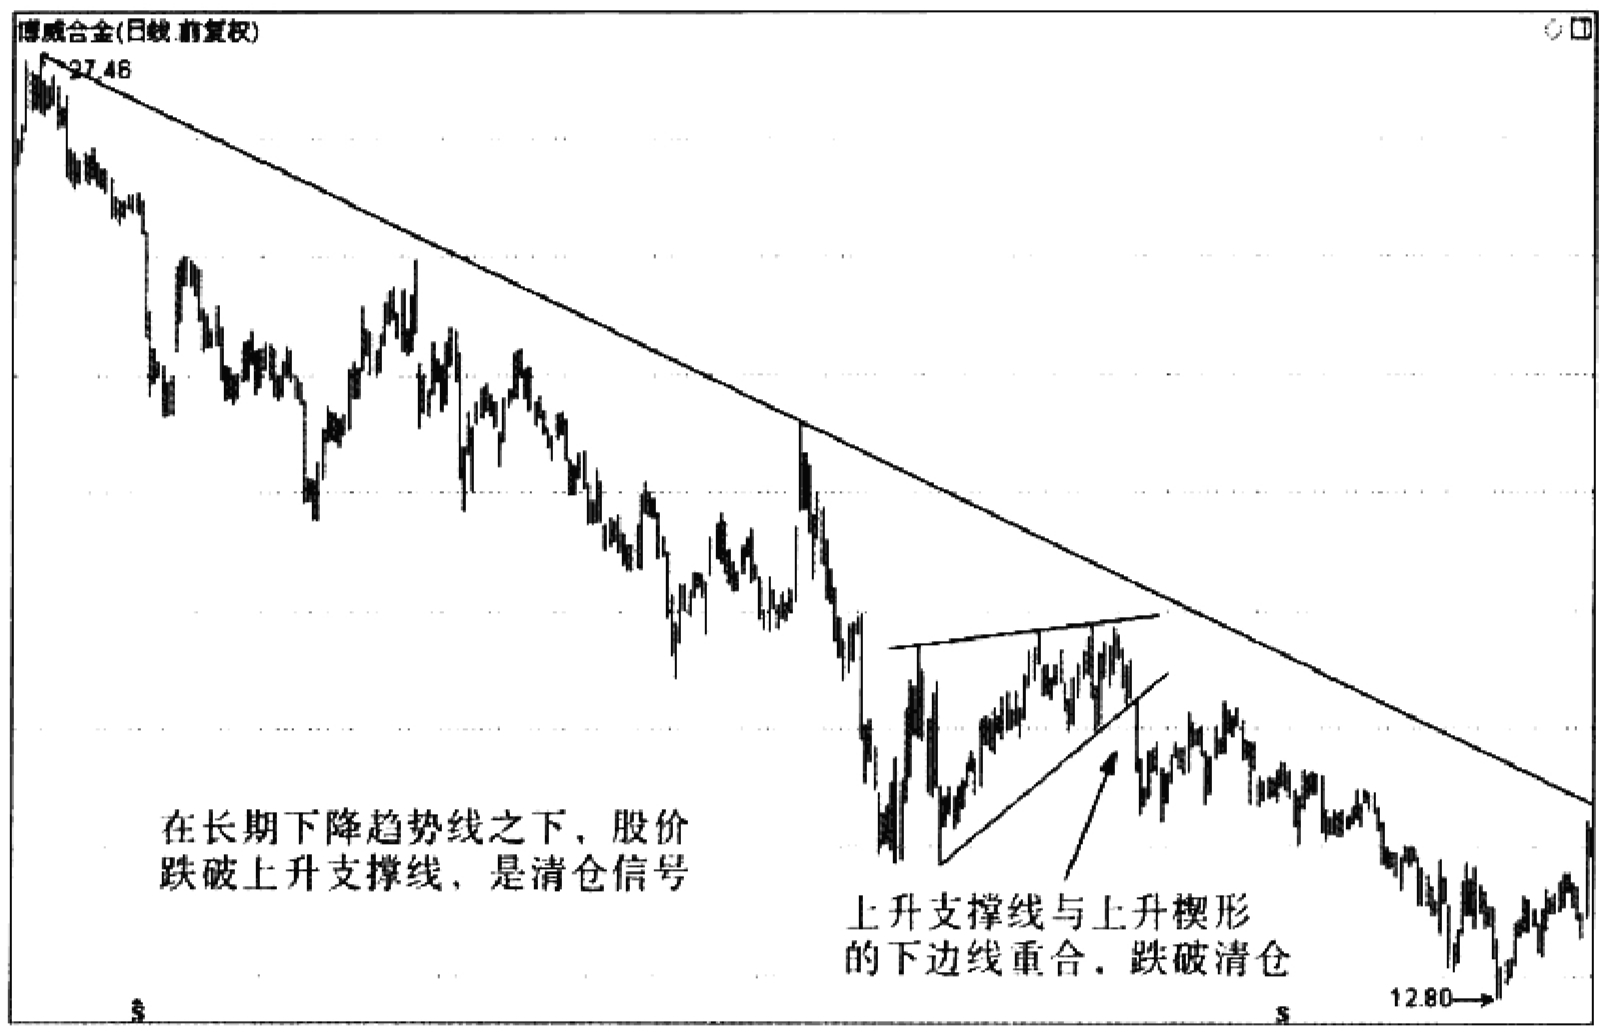 博威合金(日线.前复权)
27.46
在长期下降趋势线之下，股价
跌破上升支撑线，是清仓信号
上升支撑线与上升楔形
的下边线重合，跌破清仓
12.80
S
S